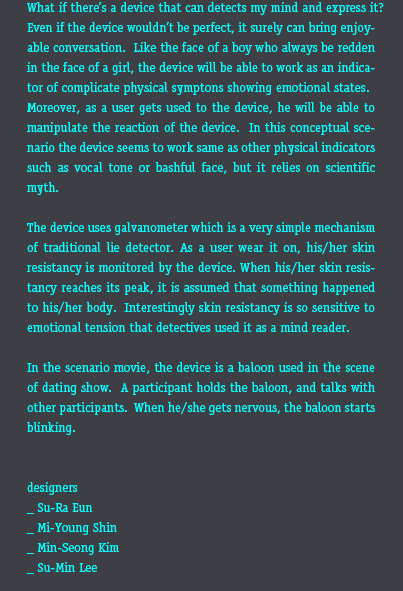 What if there's a device that can detects my mind and express it?
Even if the device wouldn't be perfect, it surely can bring enjoy-
able conversation.  Like the face of a boy who always be redden
in the face of a girl, the device will be able to work as an indica-
tor of complicate physical symptons showing emotional states.
Moreover, as a user gets used to the device, he will be able to
manipulate the reaction of the device.  In this conceptual sce-
nario the device seems to work same as other physical indicators
such as vocal tone or bashful face, but it relies on scientific
myth.

The device uses galvanometer which is a very simple mechanism
of traditional lie detector. As a user wear it on, his/her skin
resistancy is monitored by the device. When his/her skin resis-
tancy reaches its peak, it is assumed that something happened
to his/her body.  Interestingly skin resistancy is so sensitive to
emotional tension that detectives used it as a mind reader.

In the scenario movie, the device is a baloon used in the scene
of dating show.  A participant holds the baloon, and talks with
other participants.  When he/she gets nervous, the baloon starts
blinking.

designers
_ Su-Ra Eun
_ Mi-Young Shin
_ Min-Seong Kim
_ Su-Min Lee